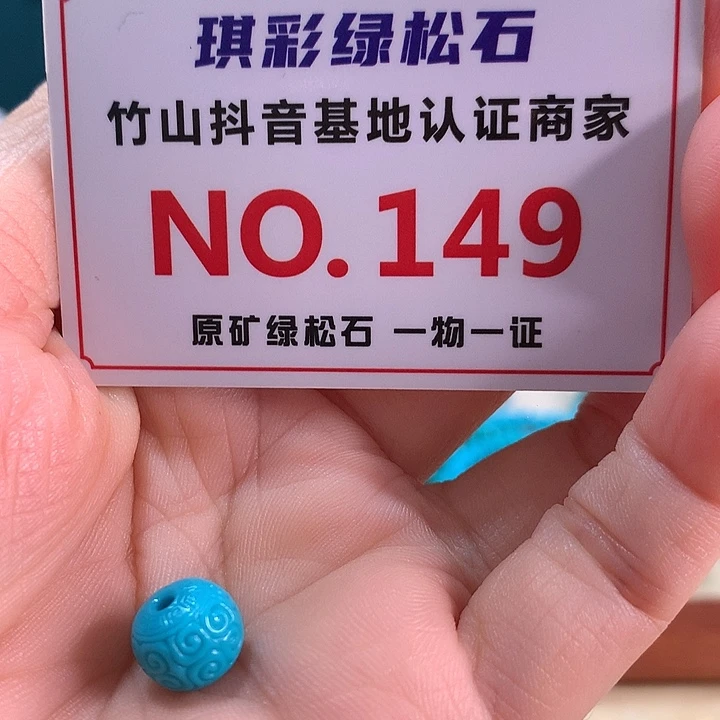 琪彩绿松石
竹山抖音基地认证商家
NO.149
原矿绿松石 一物一证